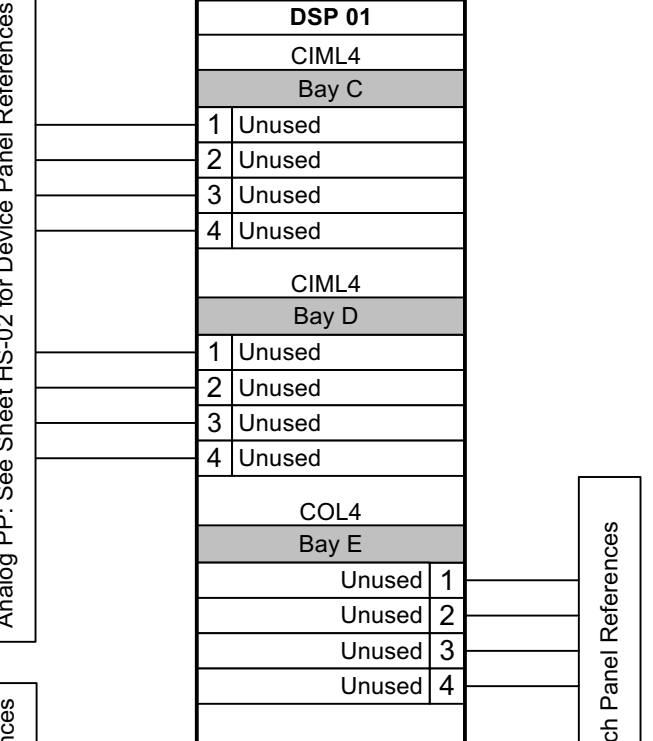 Analog PP: See Sheet HS-02 for Device Panel References
DSP 01
CIML4
Bay C
1 Unused
2 Unused
3 Unused
4 Unused
CIML4
Bay D
1 Unused
2 Unused
3 Unused
4 Unused
COL4
Bay E
Unused 1
Unused 2
Unused 3
Unused 4
Panel References